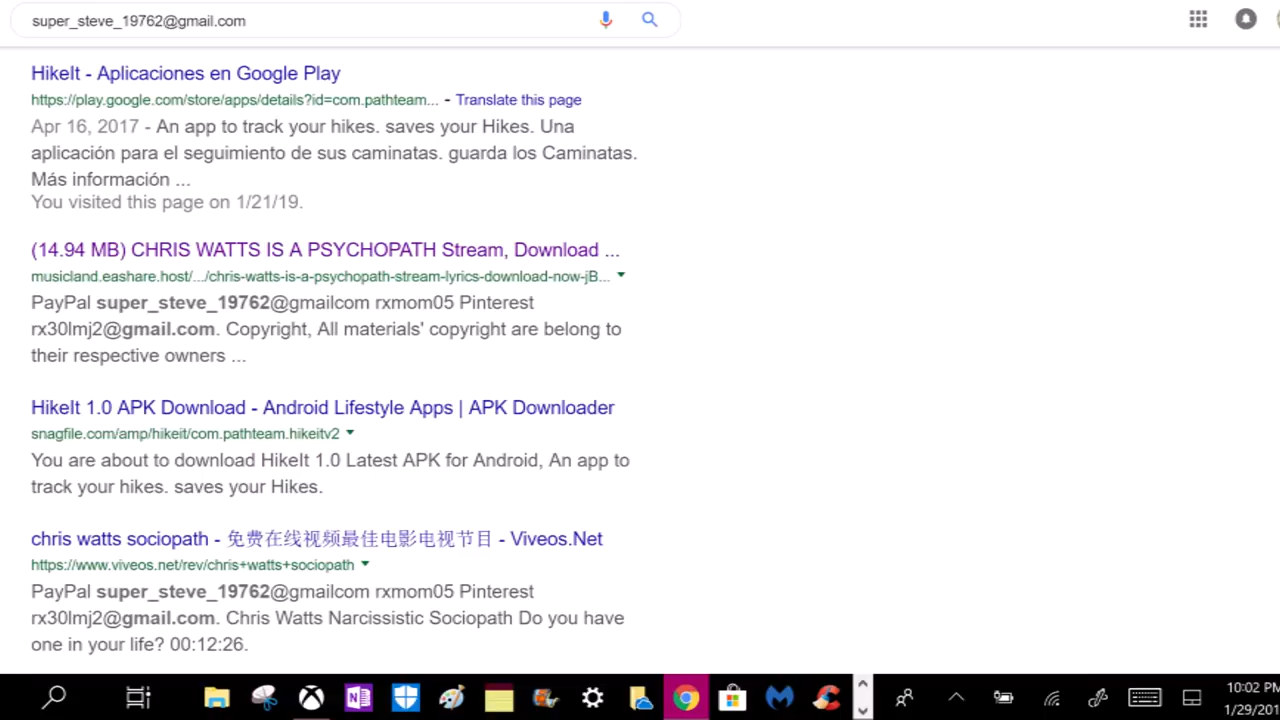 super_steve_19762@gmail.com
HikeIt - Aplicaciones en Google Play
https://play.google.com/store/apps/details?id=com.pathteam... - Translate this page
Apr 16, 2017 - An app to track your hikes. saves your Hikes. Una
aplicación para el seguimiento de sus caminatas. guarda los Caminatas.
Más información ...
You visited this page on 1/21/19.
(14.94 MB) CHRIS WATTS IS A PSYCHOPATH Stream, Download ...
musicland.eashare.host/.../chris-watts-is-a-psychopath-stream-lyrics-download-now-jB...
PayPal super_steve_19762@gmailcom rxmom05 Pinterest
rx30lmj2@gmail.com. Copyright, All materials' copyright are belong to
their respective owners ...
HikeIt 1.0 APK Download - Android Lifestyle Apps | APK Downloader
snagfile.com/amp/hikeit/com.pathteam.hikeitv2
You are about to download HikeIt 1.0 Latest APK for Android, An app to
track your hikes. saves your Hikes.
chris watts sociopath - 免费在线视频最佳电影电视节目 - Viveos.Net
https://www.viveos.net/rev/chris+watts+sociopath
PayPal super_steve_19762@gmailcom rxmom05 Pinterest
rx30lmj2@gmail.com. Chris Watts Narcissistic Sociopath Do you have
one in your life? 00:12:26.
10:02 PM
1/29/201